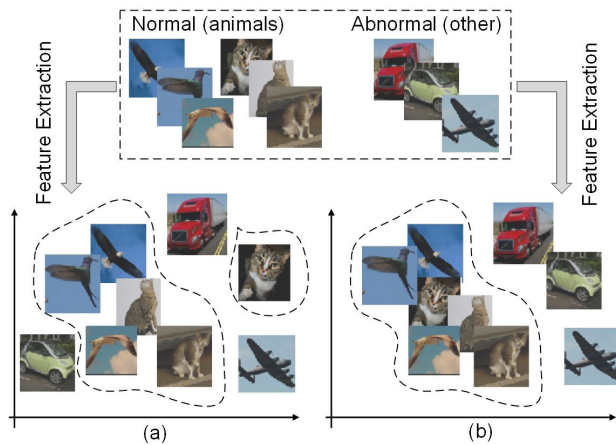 Normal (animals)
Abnormal (other)
Feature Extraction
Feature Extraction
(a)
(b)